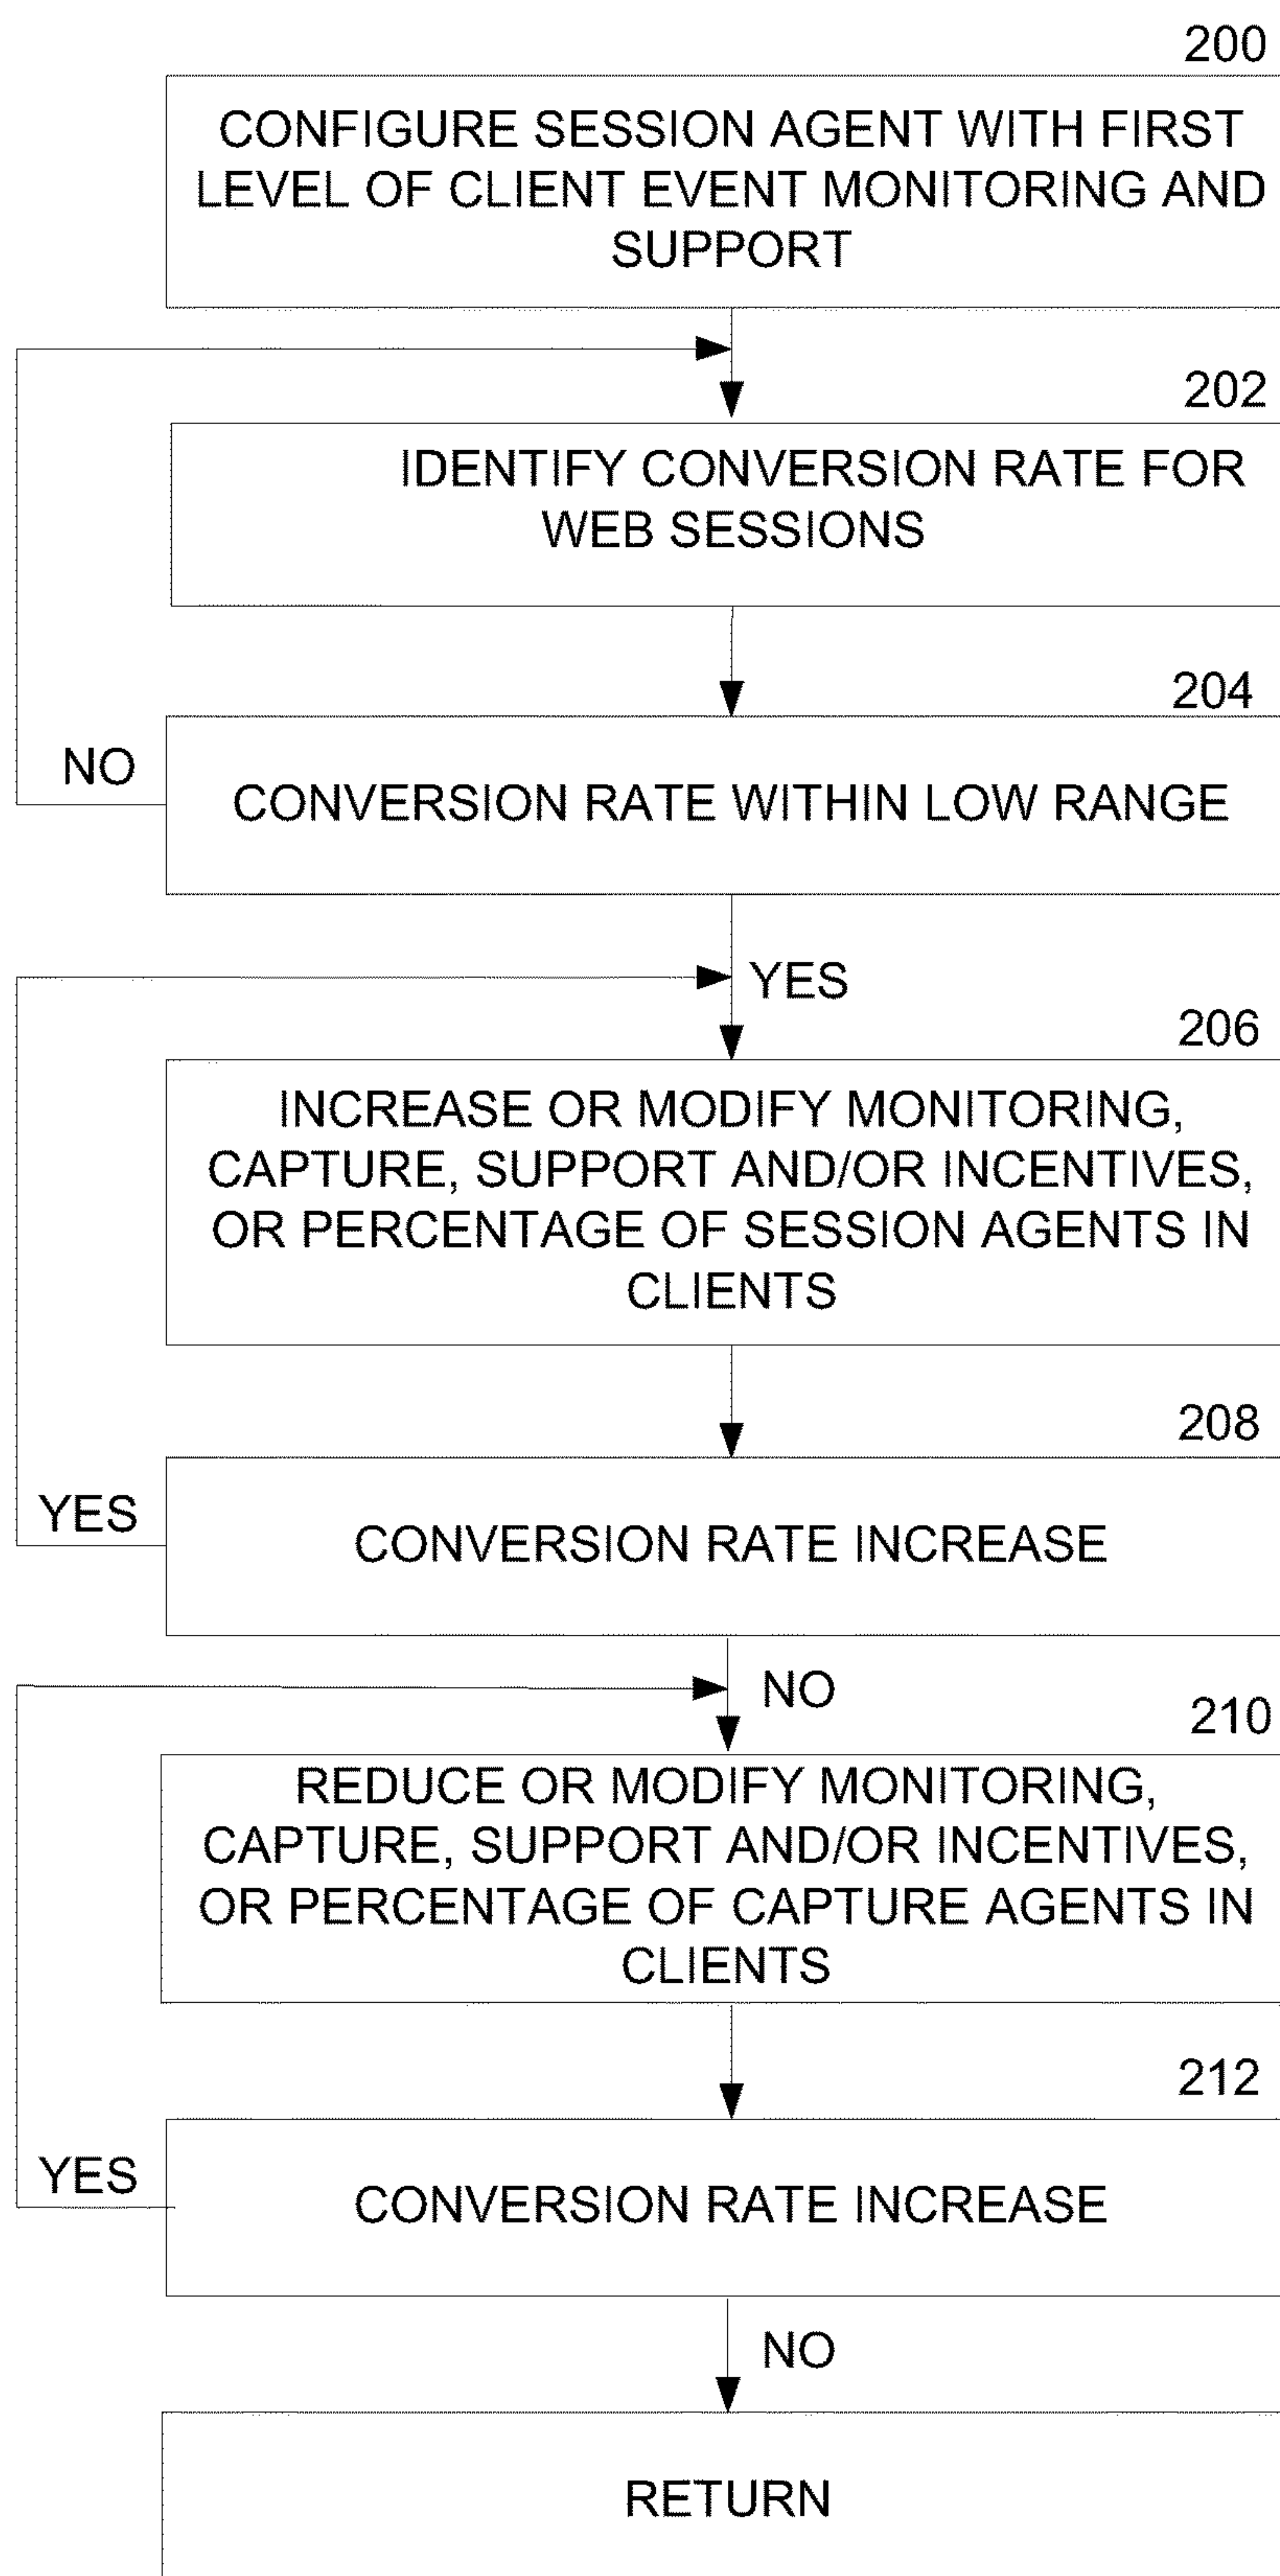 200
CONFIGURE SESSION AGENT WITH FIRST
LEVEL OF CLIENT EVENT MONITORING AND
SUPPORT
202
IDENTIFY CONVERSION RATE FOR
WEB SESSIONS
204
NO
CONVERSION RATE WITHIN LOW RANGE
YES
206
INCREASE OR MODIFY MONITORING,
CAPTURE, SUPPORT AND/OR INCENTIVES,
OR PERCENTAGE OF SESSION AGENTS IN
CLIENTS
208
YES
CONVERSION RATE INCREASE
NO
210
REDUCE OR MODIFY MONITORING,
CAPTURE, SUPPORT AND/OR INCENTIVES,
OR PERCENTAGE OF CAPTURE AGENTS IN
CLIENTS
212
YES
CONVERSION RATE INCREASE
NO
RETURN